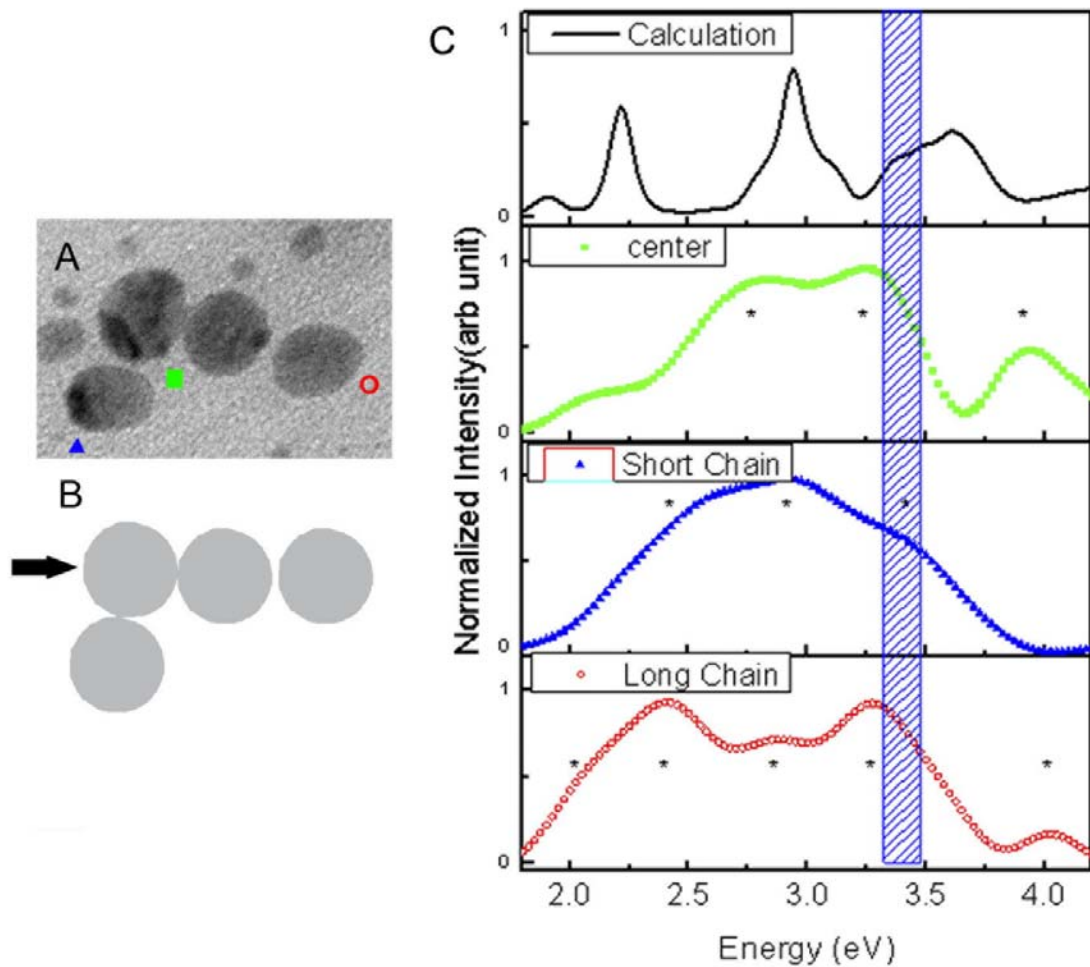 A
B
C
Normalized Intensity(arb unit)
1
Calculation
0
1
center
* * *
0
1
Short Chain
* * *
0
1
Long Chain
* * * * *
0
2.0 2.5 3.0 3.5 4.0
Energy (eV)